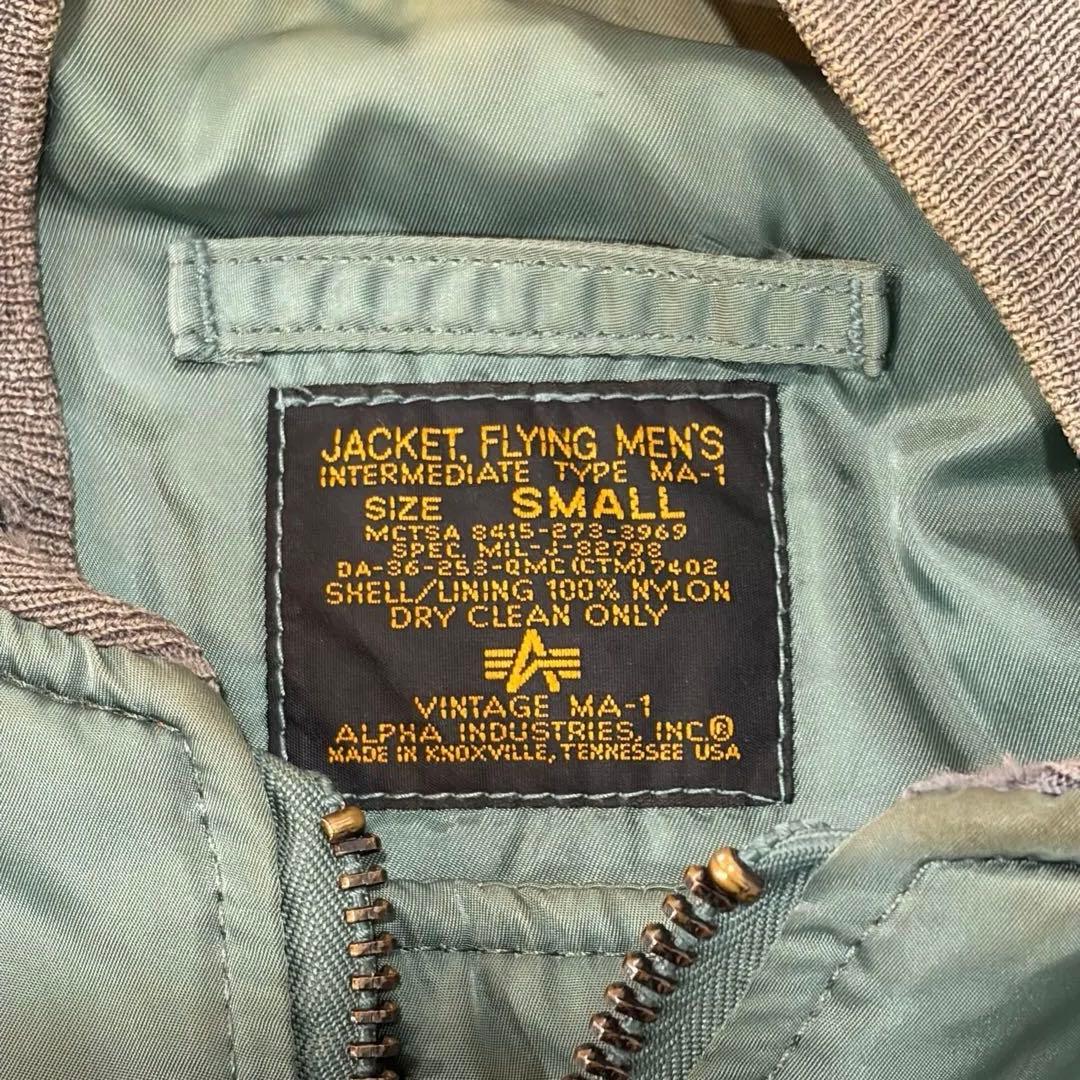 JACKET, FLYING MEN'S
INTERMEDIATE TYPE MA-1
SIZE SMALL
MCTSA 8415-273-3969
SPEC MIL-J-82798
DA-36-253-QMC(CTM)7402
SHELL/LINING 100% NYLON
DRY CLEAN ONLY
VINTAGE MA-1
ALPHA INDUSTRIES, INC.®
MADE IN KNOXVILLE, TENNESSEE USA